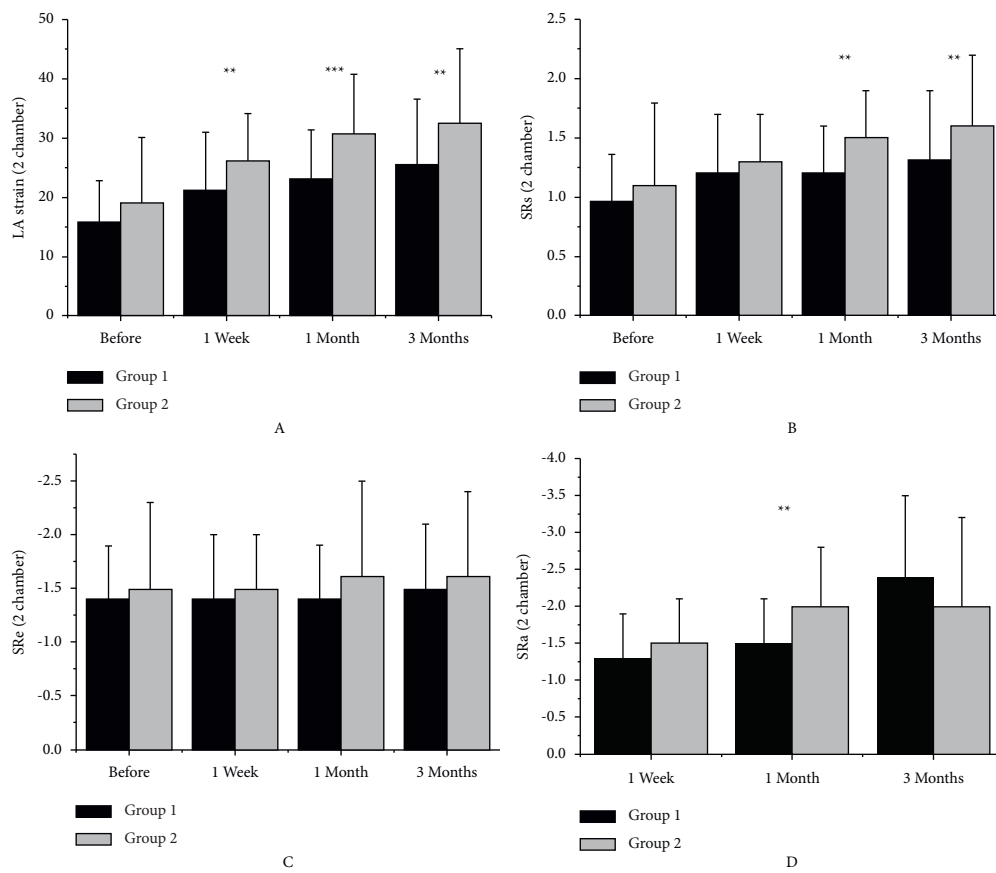 50
40
30
20
10
0
LA strain (2 chamber)
**
***
**
Before
1 Week
1 Month
3 Months
Group 1
Group 2
A
2.5
2.0
1.5
1.0
0.5
0.0
SRs (2 chamber)
**
**
Before
1 Week
1 Month
3 Months
Group 1
Group 2
B
-2.5
-2.0
-1.5
-1.0
-0.5
0.0
SRe (2 chamber)
Before
1 Week
1 Month
3 Months
Group 1
Group 2
C
-4.0
-3.5
-3.0
-2.5
-2.0
-1.5
-1.0
-0.5
0.0
SRa (2 chamber)
**
1 Week
1 Month
3 Months
Group 1
Group 2
D